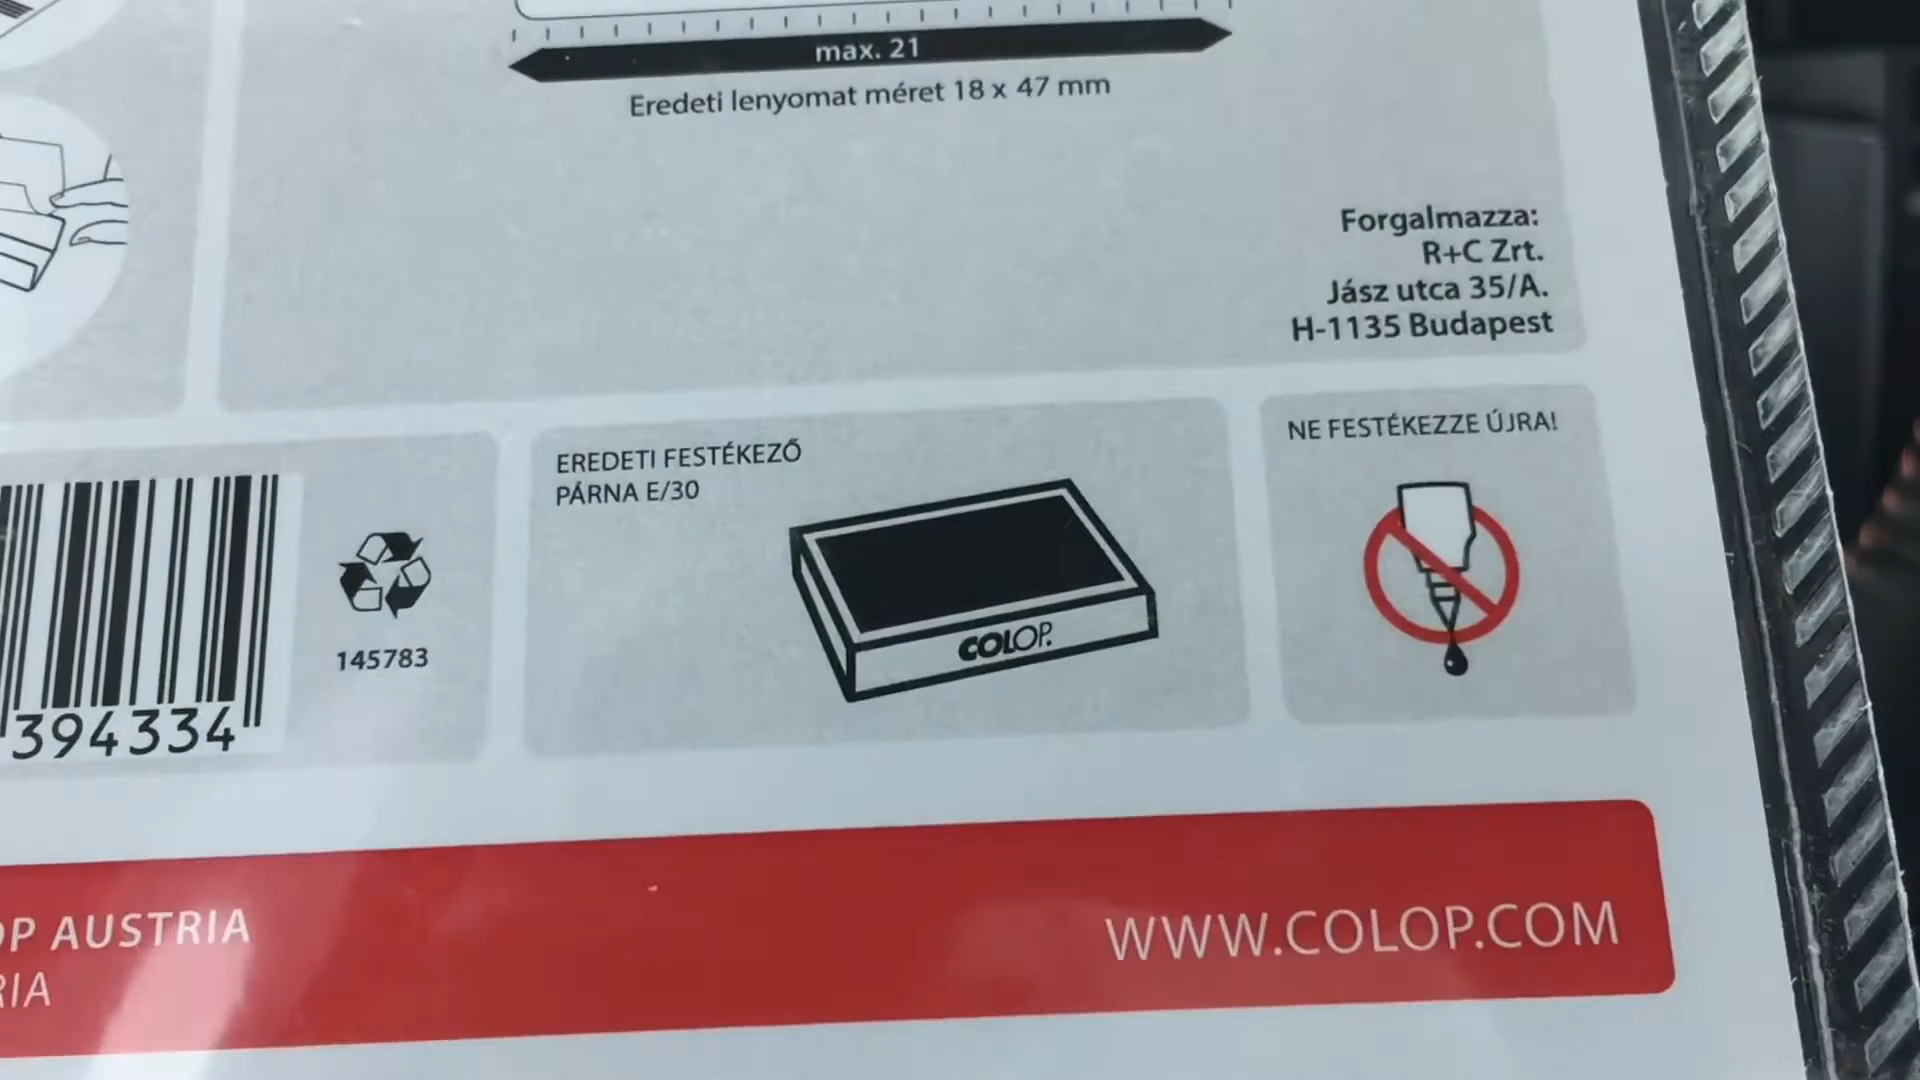 max. 21
Eredeti lenyomat méret 18 x 47 mm
Forgalmazza:
R+C Zrt.
Jász utca 35/A.
H-1135 Budapest
394334
145783
EREDETI FESTÉKEZŐ
PÁRNA E/30
COLOP.
NE FESTÉKEZZE ÚJRA!
OP AUSTRIA
RIA
WWW.COLOP.COM